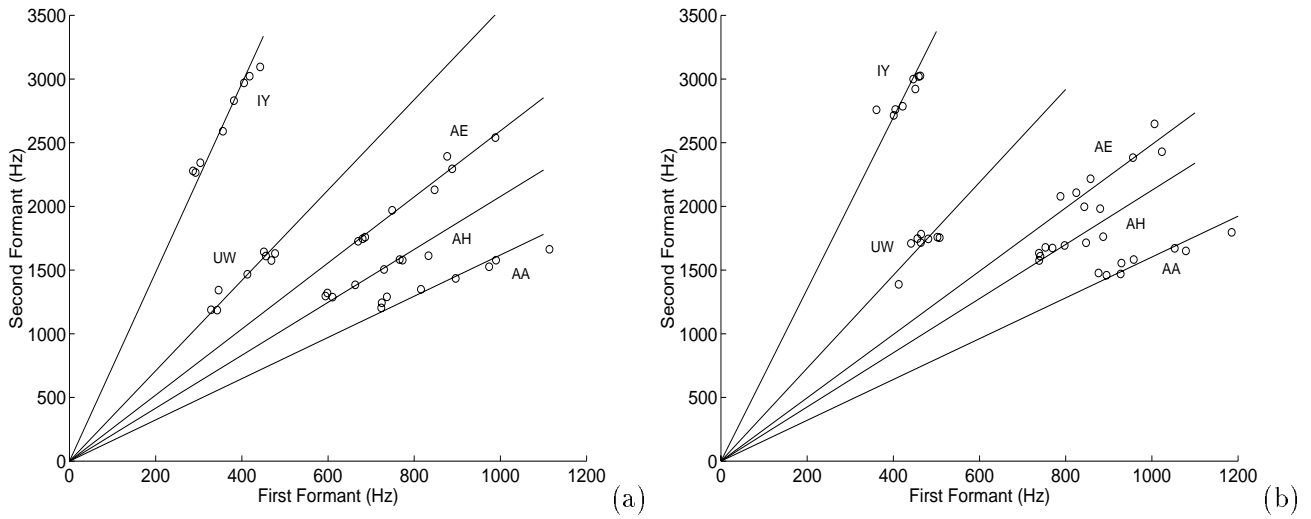 3500
3000
2500
2000
1500
1000
500
0
Second Formant (Hz)
IY
AE
UW
AH
AA
0 200 400 600 800 1000 1200
First Formant (Hz)
(a)
3500
3000
2500
2000
1500
1000
500
0
Second Formant (Hz)
IY
AE
AH
UW
AA
0 200 400 600 800 1000 1200
First Formant (Hz)
(b)